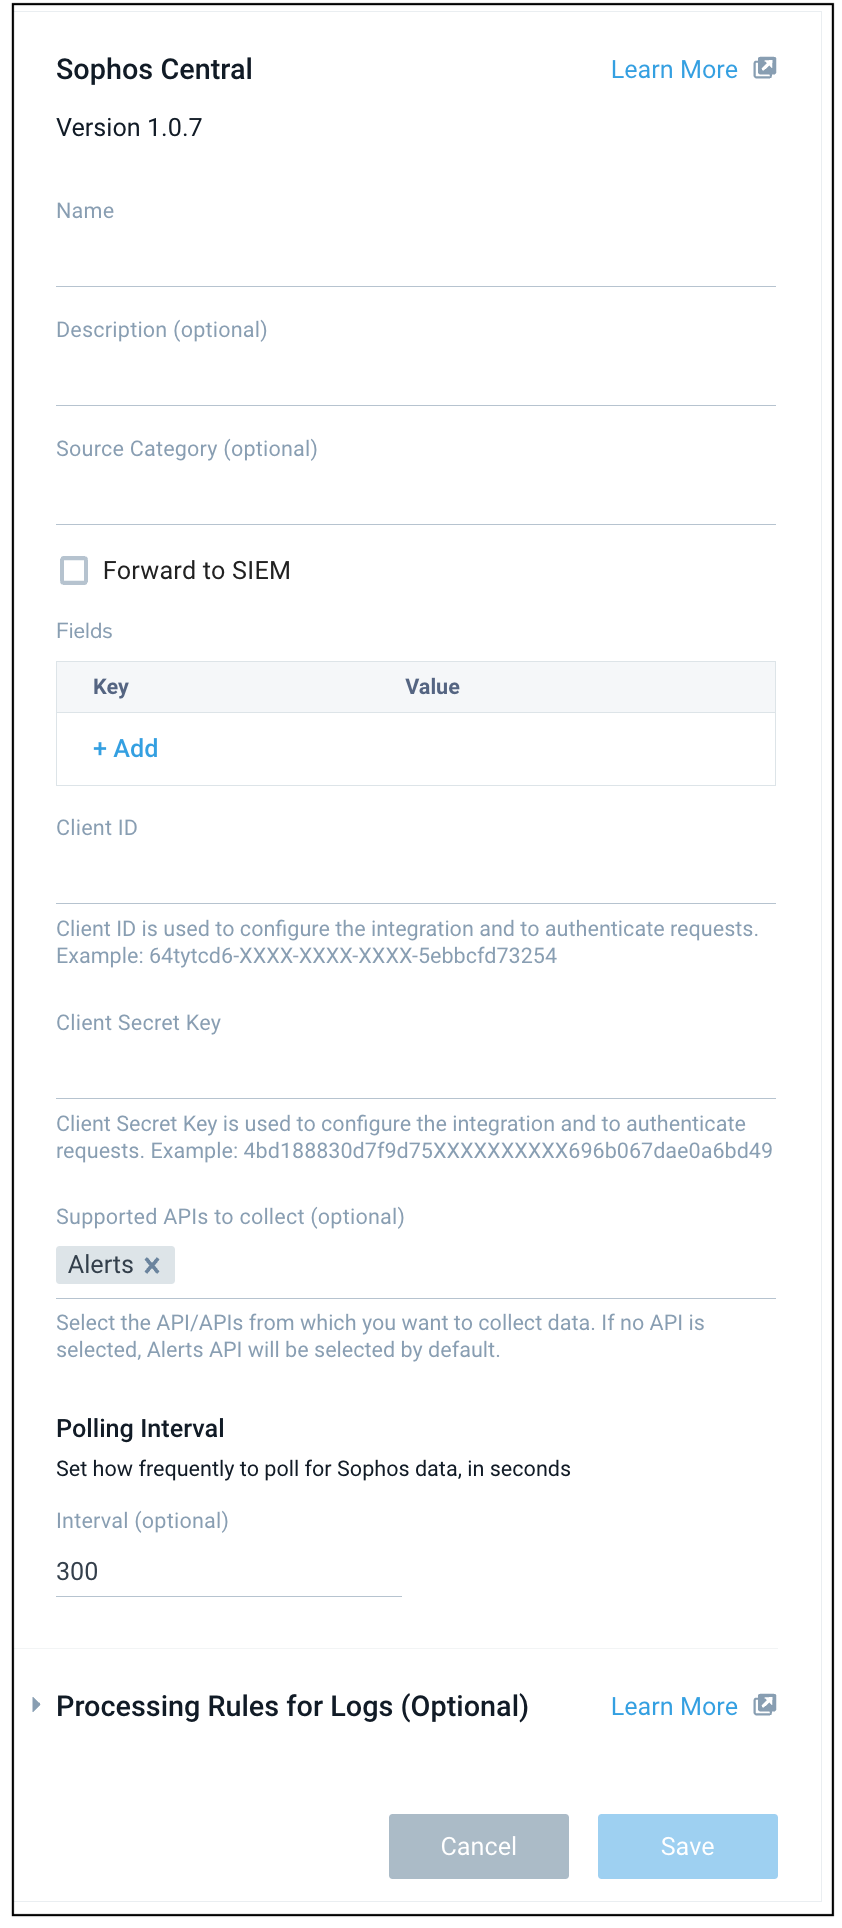 Sophos Central
Learn More
Version 1.0.7
Name
Description (optional)
Source Category (optional)
Forward to SIEM
Fields
Key Value
+ Add
Client ID
Client ID is used to configure the integration and to authenticate requests.
Example: 64tytcd6-XXXX-XXXX-XXXX-5ebbcfd73254
Client Secret Key
Client Secret Key is used to configure the integration and to authenticate
requests. Example: 4bd188830d7f9d75XXXXXXXXXX696b067dae0a6bd49
Supported APIs to collect (optional)
Alerts
Select the API/APIs from which you want to collect data. If no API is
selected, Alerts API will be selected by default.
Polling Interval
Set how frequently to poll for Sophos data, in seconds
Interval (optional)
300
Processing Rules for Logs (Optional)
Learn More
Cancel
Save